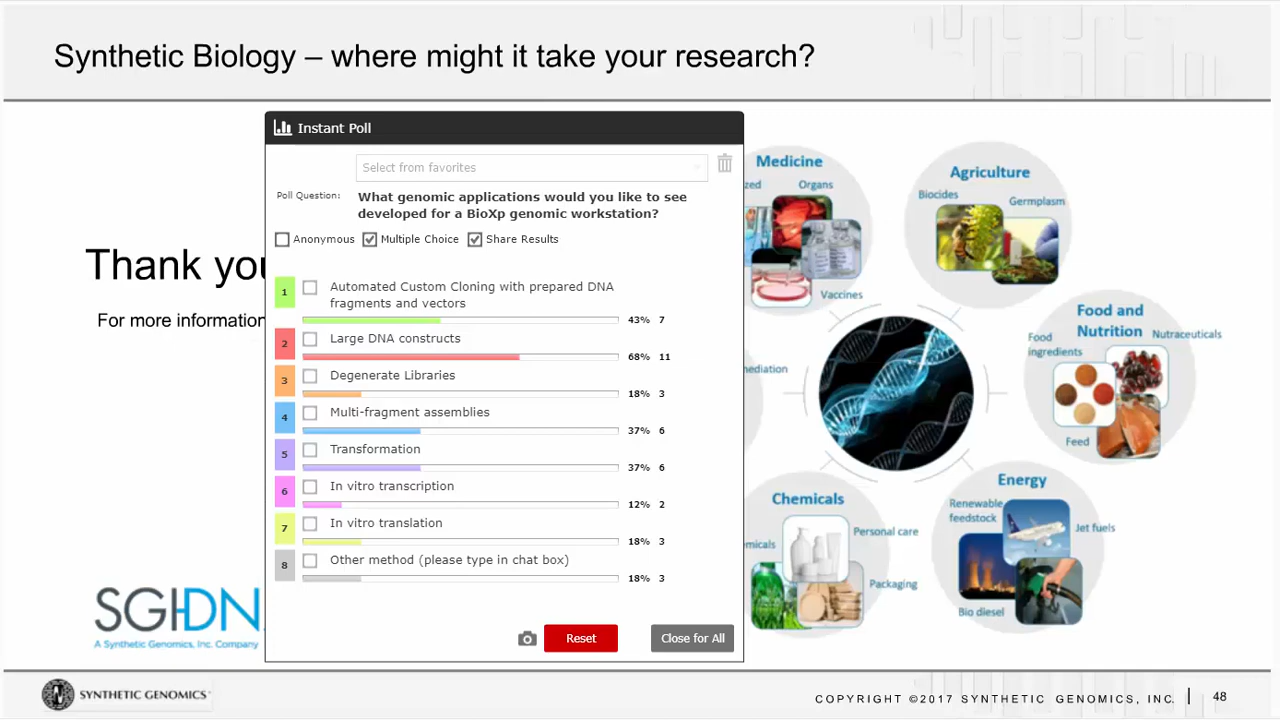 Synthetic Biology – where might it take your research?
Instant Poll
Select from favorites
Poll Question:
What genomic applications would you like to see
developed for a BioXp genomic workstation?
Anonymous
Multiple Choice
Share Results
1
Automated Custom Cloning with prepared DNA
fragments and vectors
43% 7
2
Large DNA constructs
68% 11
3
Degenerate Libraries
18% 3
4
Multi-fragment assemblies
37% 6
5
Transformation
37% 6
6
In vitro transcription
12% 2
7
In vitro translation
18% 3
8
Other method (please type in chat box)
18% 3
Reset
Close for All
Thank you
For more information
SGI-DN
A Synthetic Genomics, Inc. Company
Medicine
Organs
Vaccines
Agriculture
Biocides
Germplasm
Food and
Nutrition
Nutraceuticals
Food
ingredients
Feed
Energy
Renewable
feedstock
Jet fuels
Bio diesel
Chemicals
Personal care
Packaging
SYNTHETIC GENOMICS
COPYRIGHT ©2017 SYNTHETIC GENOMICS, INC. | 48